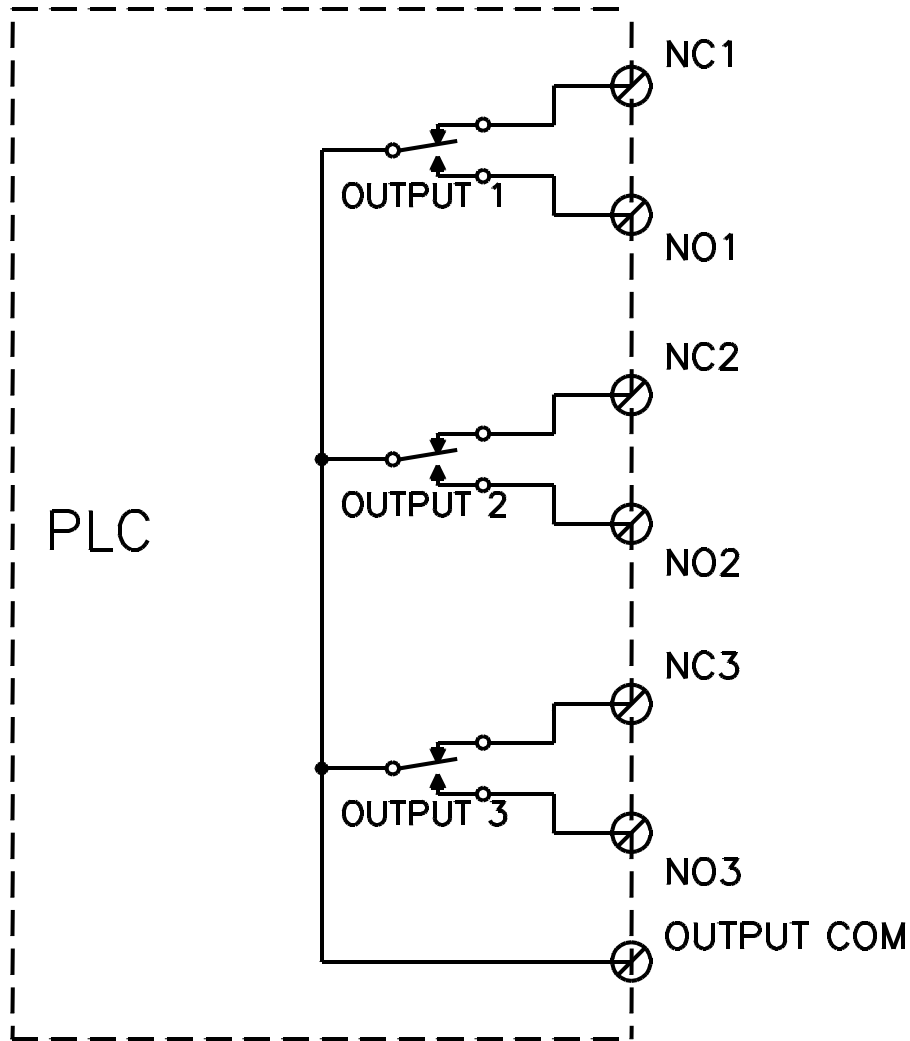 NC1
OUTPUT 1
NO1
NC2
OUTPUT 2
PLC
NO2
NC3
OUTPUT 3
NO3
OUTPUT COM